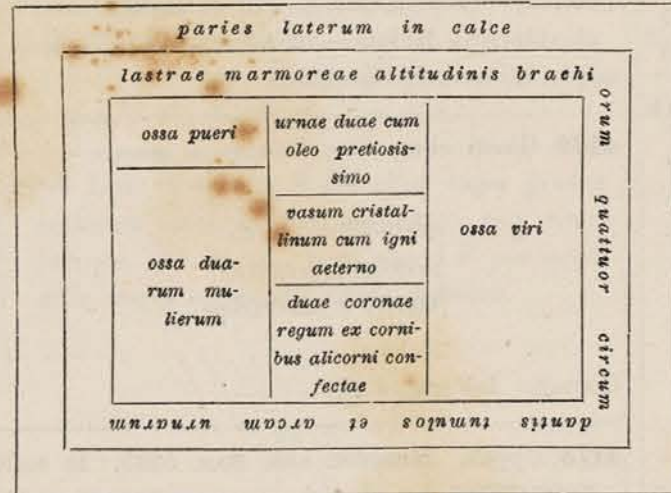 paries laterum in calce
lastrae marmoreae altitudinis brachi
orum quattuor circum
dantis tumulos et arcam urnarum
ossa pueri
ossa dua-
rum mu-
lierum
urnae duae cum
oleo pretiosis-
simo
vasum cristal-
linum cum igni
aeterno
duae coronae
regum ex corni-
bus alicorni con-
fectae
ossa viri